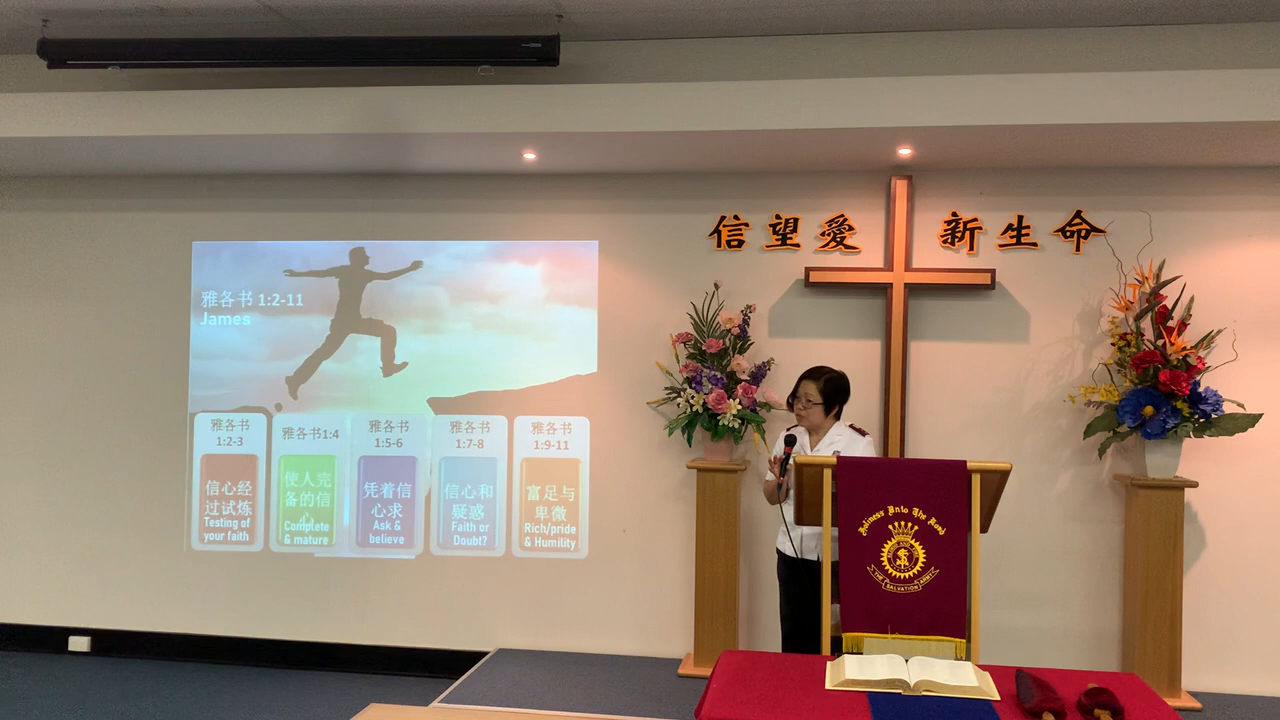 信望愛 新生命
雅各书 1:2-11
James
雅各书
1:2-3
信心经
过试炼
Testing of
your faith
雅各书1:4
使人完
备的信
心
Complete
& mature
雅各书
1:5-6
凭着信
心求
Ask &
believe
雅各书
1:7-8
信心和
疑惑
Faith or
Doubt?
雅各书
1:9-11
富足与
卑微
Rich/pride
& Humility
Holiness Unto The Lord
BLOOD AND FIRE
THE SALVATION ARMY